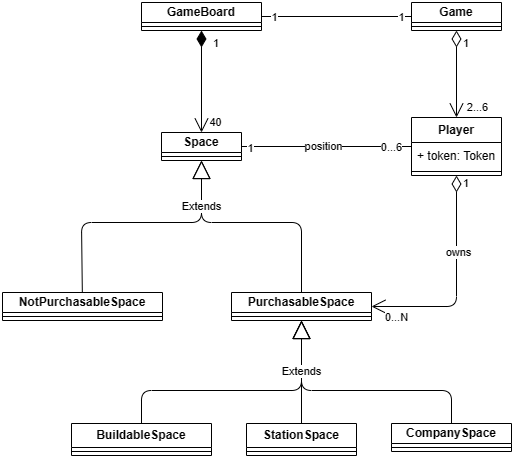 GameBoard
1
1
Game
1
1
40
2...6
Space
1
position
0...6
Player
+ token: Token
1
Extends
owns
NotPurchasableSpace
PurchasableSpace
0...N
Extends
BuildableSpace
StationSpace
CompanySpace